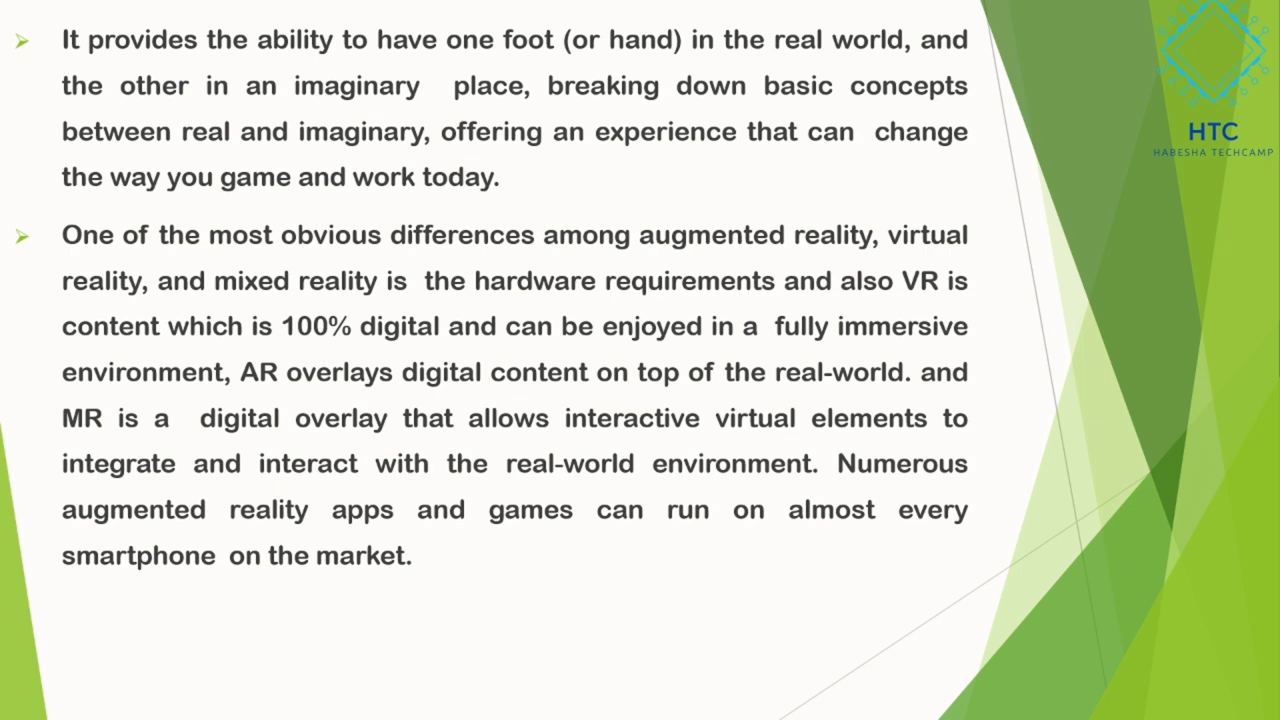 It provides the ability to have one foot (or hand) in the real world, and
the other in an imaginary place, breaking down basic concepts
between real and imaginary, offering an experience that can change
the way you game and work today.
One of the most obvious differences among augmented reality, virtual
reality, and mixed reality is the hardware requirements and also VR is
content which is 100% digital and can be enjoyed in a fully immersive
environment, AR overlays digital content on top of the real-world. and
MR is a digital overlay that allows interactive virtual elements to
integrate and interact with the real-world environment. Numerous
augmented reality apps and games can run on almost every
smartphone on the market.
HTC
HABESHA TECHCAMP